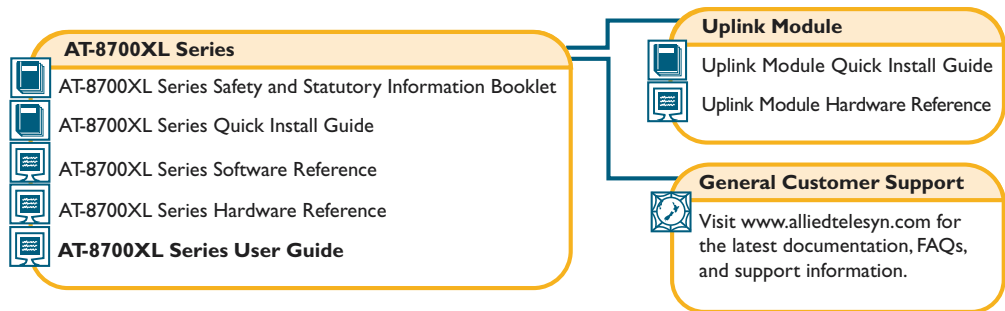 AT-8700XL Series
AT-8700XL Series Safety and Statutory Information Booklet
AT-8700XL Series Quick Install Guide
AT-8700XL Series Software Reference
AT-8700XL Series Hardware Reference
AT-8700XL Series User Guide
Uplink Module
Uplink Module Quick Install Guide
Uplink Module Hardware Reference
General Customer Support
Visit www.alliedtelesyn.com for
the latest documentation, FAQs,
and support information.